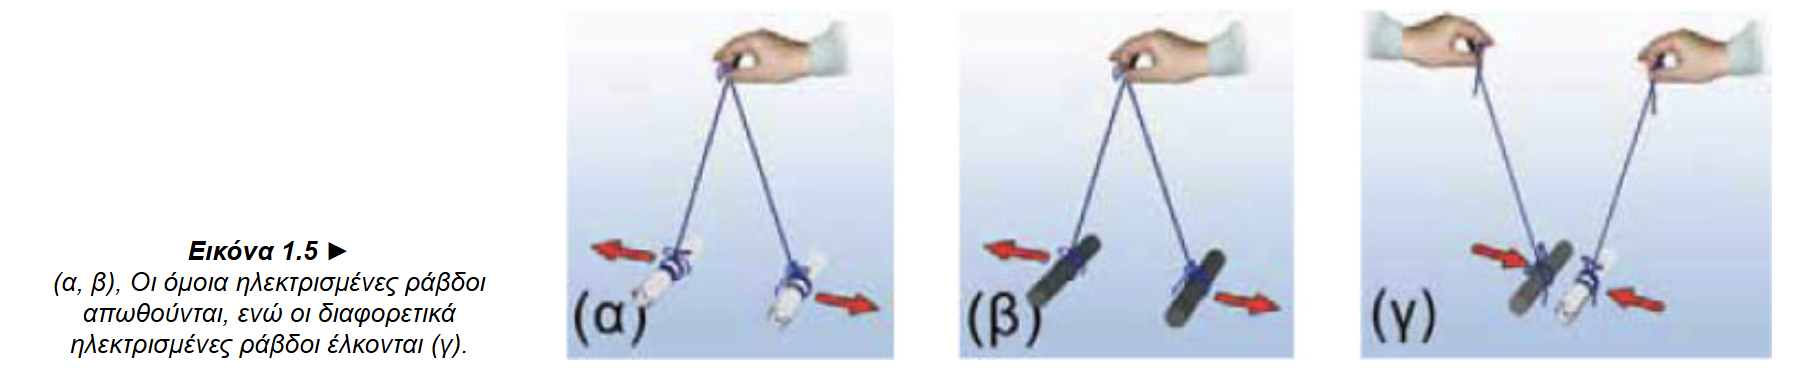 Εικόνα 1.5 ►
(α, β), Οι όμοια ηλεκτρισμένες ράβδοι
απωθούνται, ενώ οι διαφορετικά
ηλεκτρισμένες ράβδοι έλκονται (γ).
(α)
(β)
(γ)